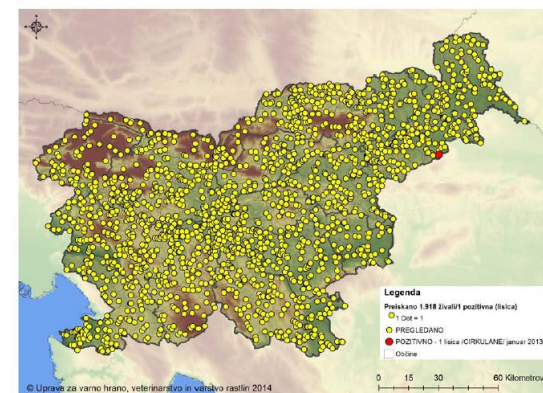 Legenda
Preiskano 1.918 živali/1 pozitivna (lisica)
1 Dot = 1
PREGLEDANO
POZITIVNO - 1 lisica /CIRKULANE/ januar 2013
Občine
0 15 30 60 Kilometrov
© Uprava za varno hrano, veterinarstvo in varstvo rastlin 2014